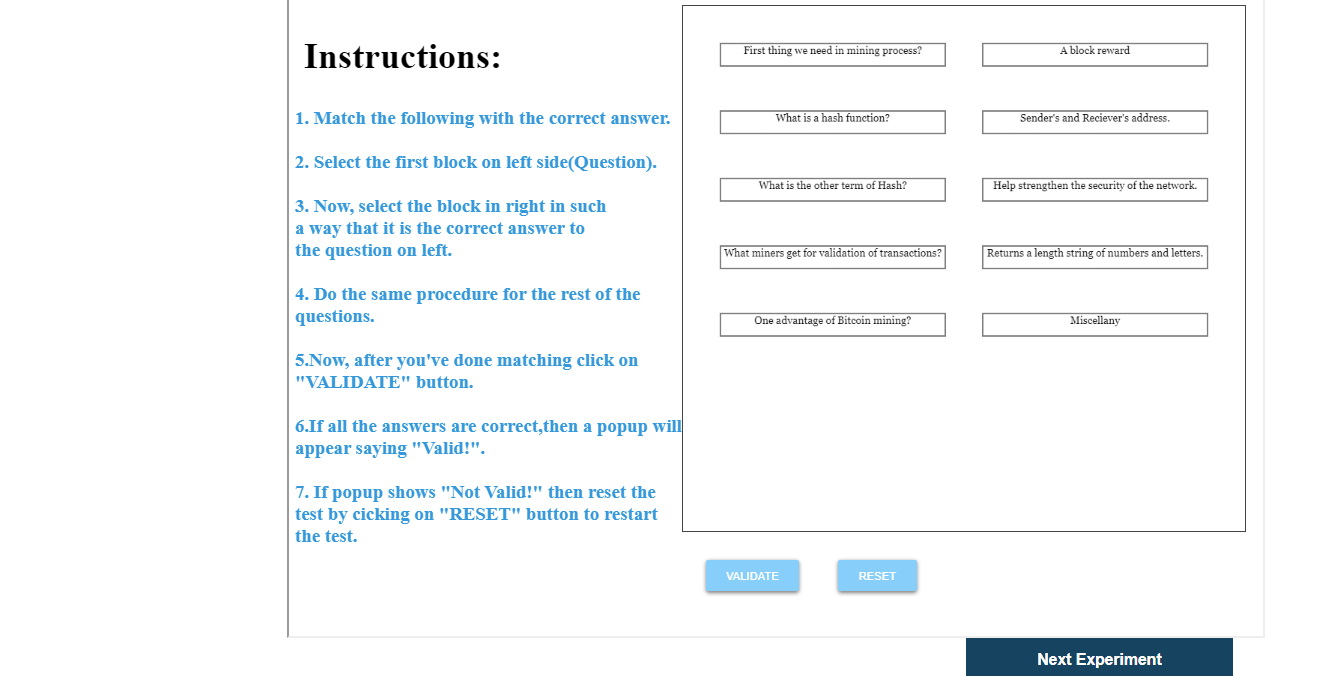 Instructions:
1. Match the following with the correct answer.
2. Select the first block on left side(Question).
3. Now, select the block in right in such
a way that it is the correct answer to
the question on left.
4. Do the same procedure for the rest of the
questions.
5.Now, after you've done matching click on
"VALIDATE" button.
6.If all the answers are correct,then a popup will
appear saying "Valid!".
7. If popup shows "Not Valid!" then reset the
test by cicking on "RESET" button to restart
the test.
First thing we need in mining process?
A block reward
What is a hash function?
Sender's and Reciever's address.
What is the other term of Hash?
Help strengthen the security of the network.
What miners get for validation of transactions?
Returns a length string of numbers and letters.
One advantage of Bitcoin mining?
Miscellany
VALIDATE
RESET
Next Experiment